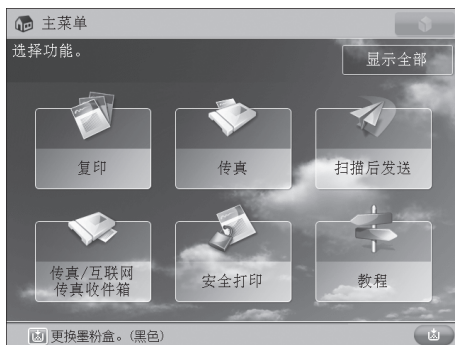 主菜单
选择功能。
显示全部
复印
传真
扫描后发送
传真/互联网
传真收件箱
安全打印
教程
更换墨粉盒。(黑色)